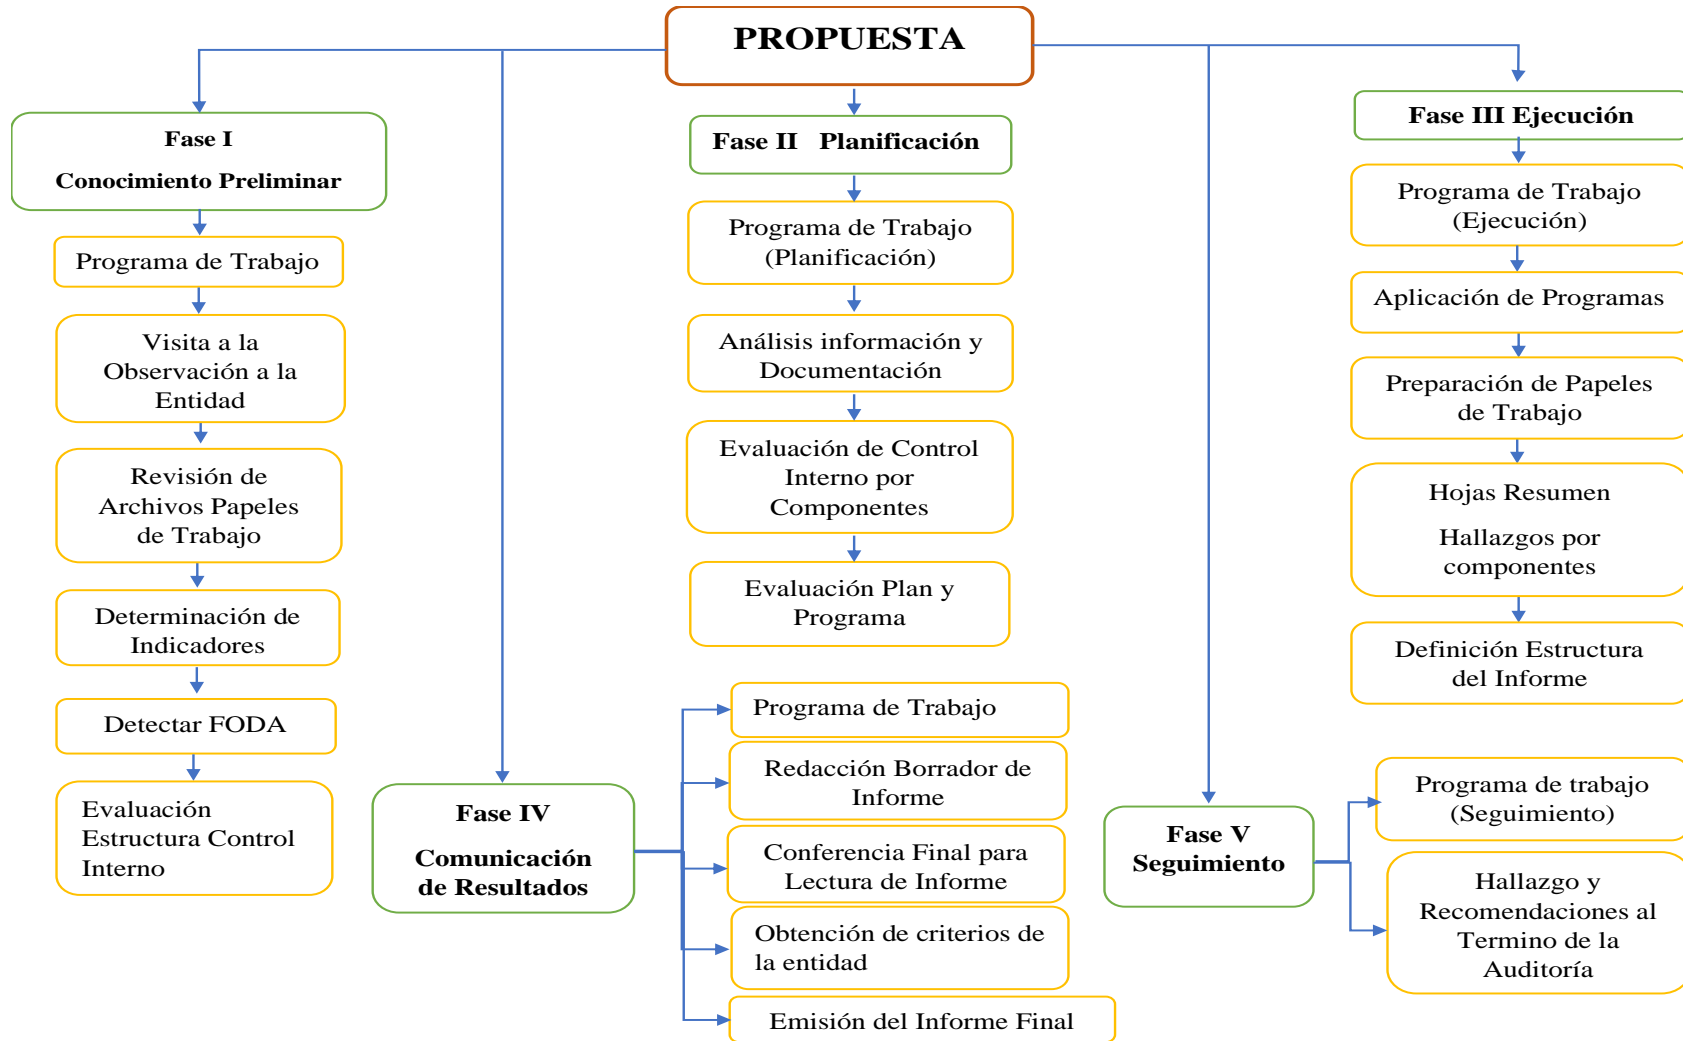 PROPUESTA
Fase I
Conocimiento Preliminar
Programa de Trabajo
Visita a la
Observación a la
Entidad
Revisión de
Archivos Papeles
de Trabajo
Determinación de
Indicadores
Detectar FODA
Evaluación
Estructura Control
Interno
Fase II   Planificación
Programa de Trabajo
(Planificación)
Análisis información y
Documentación
Evaluación de Control
Interno por
Componentes
Evaluación Plan y
Programa
Fase III Ejecución
Programa de Trabajo
(Ejecución)
Aplicación de Programas
Preparación de Papeles
de Trabajo
Hojas Resumen
Hallazgos por
componentes
Definición Estructura
del Informe
Fase IV
Comunicación
de Resultados
Programa de Trabajo
Redacción Borrador de
Informe
Conferencia Final para
Lectura de Informe
Obtención de criterios de
la entidad
Emisión del Informe Final
Fase V
Seguimiento
Programa de trabajo
(Seguimiento)
Hallazgo y
Recomendaciones al
Termino de la
Auditoría